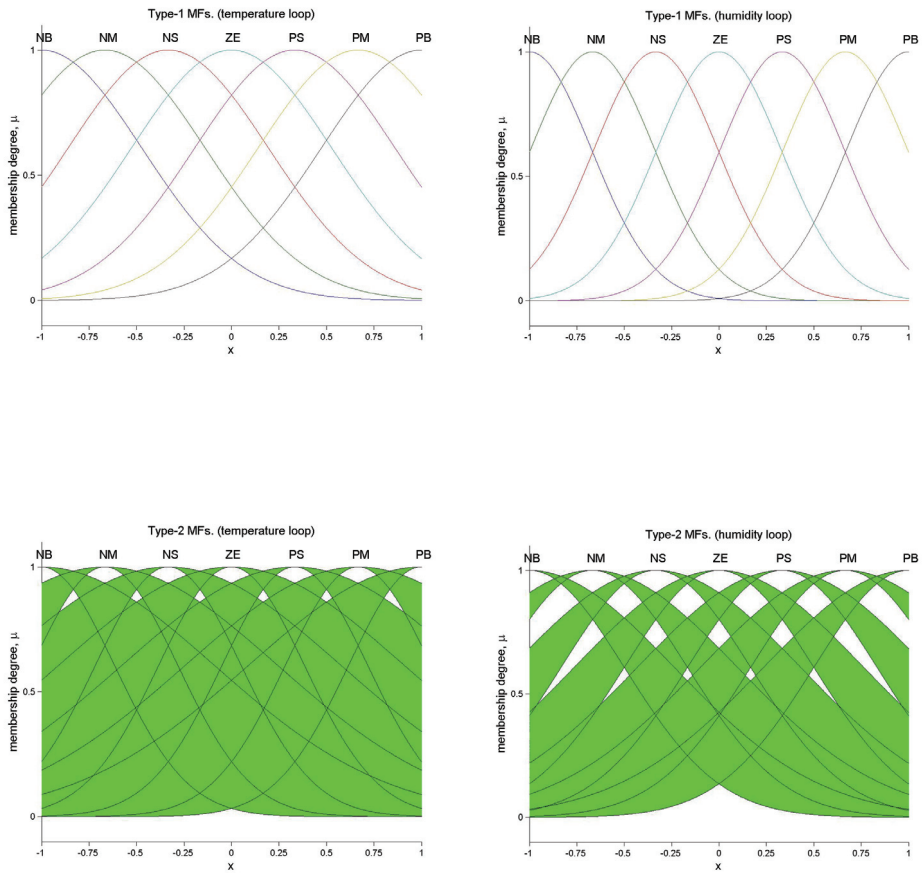 Type-1 MFs. (temperature loop)
NB NM NS ZE PS PM PB
1
0.5
0
membership degree, μ
-1 -0.75 -0.5 -0.25 0 0.25 0.5 0.75 1
x
Type-1 MFs. (humidity loop)
NB NM NS ZE PS PM PB
1
0.5
0
membership degree, μ
-1 -0.75 -0.5 -0.25 0 0.25 0.5 0.75 1
x
Type-2 MFs. (temperature loop)
NB NM NS ZE PS PM PB
1
0.5
0
membership degree, μ
-1 -0.75 -0.5 -0.25 0 0.25 0.5 0.75 1
x
Type-2 MFs. (humidity loop)
NB NM NS ZE PS PM PB
1
0.5
0
membership degree, μ
-1 -0.75 -0.5 -0.25 0 0.25 0.5 0.75 1
x